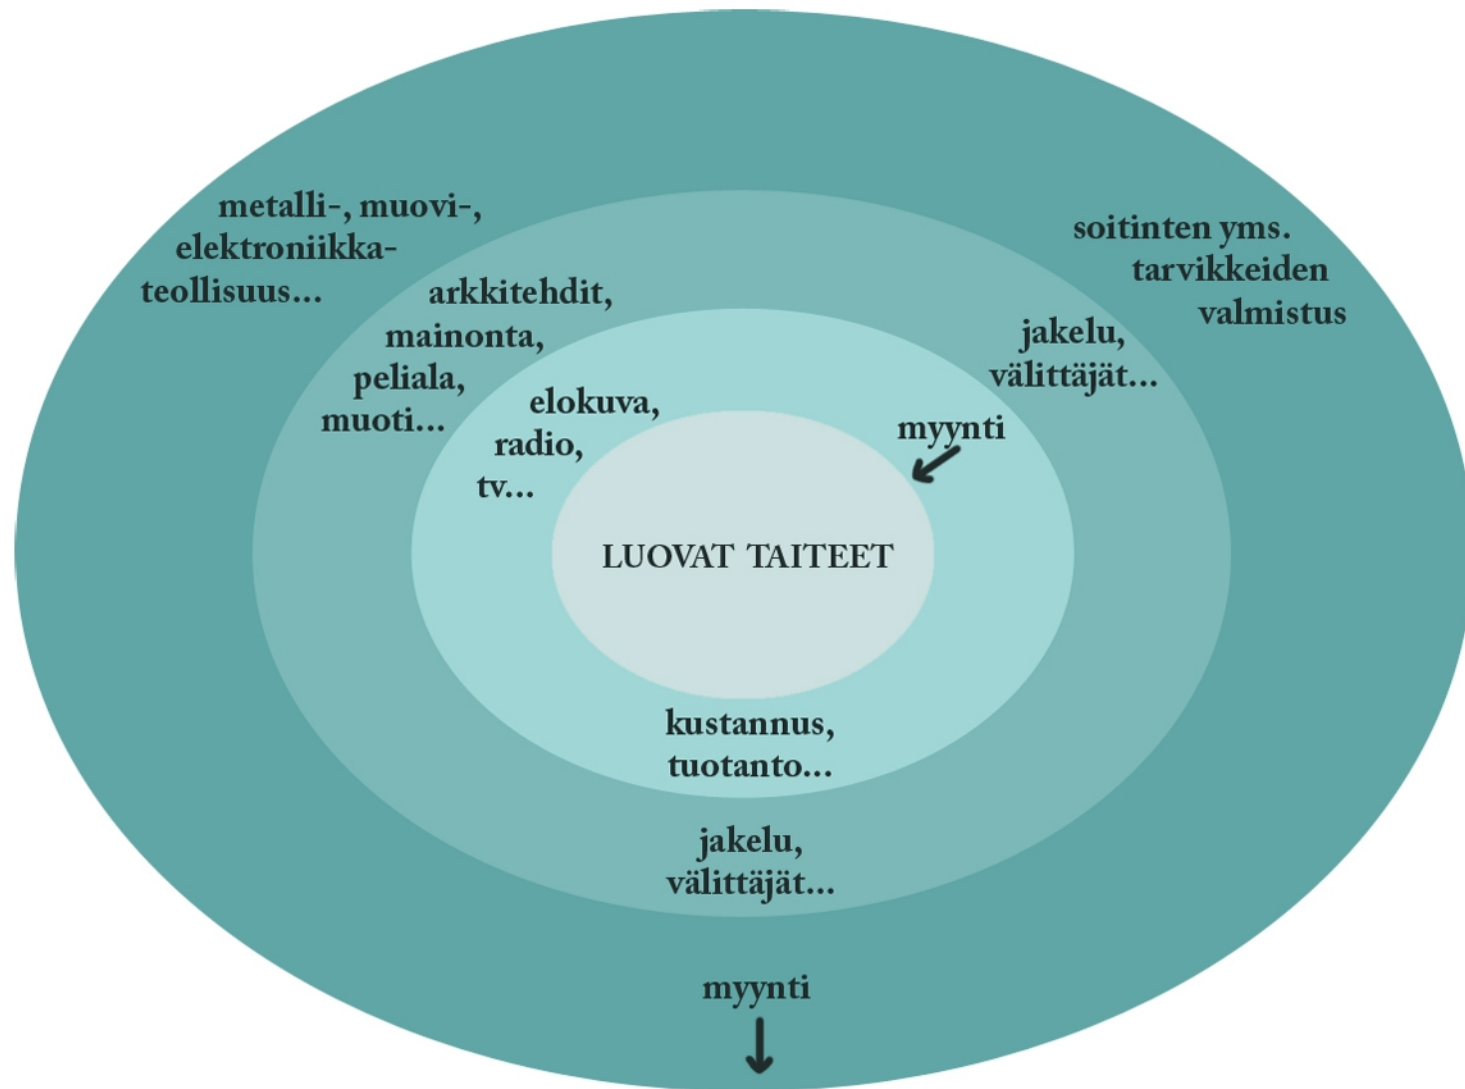 metalli-, muovi-,
elektroniikka-
teollisuus...
soitinten yms.
tarvikkeiden
valmistus
arkkitehdit,
mainonta,
peliala,
muoti...
jakelu,
välittäjät...
elokuva,
radio,
tv...
myynti
LUOVAT TAITEET
kustannus,
tuotanto...
jakelu,
välittäjät...
myynti